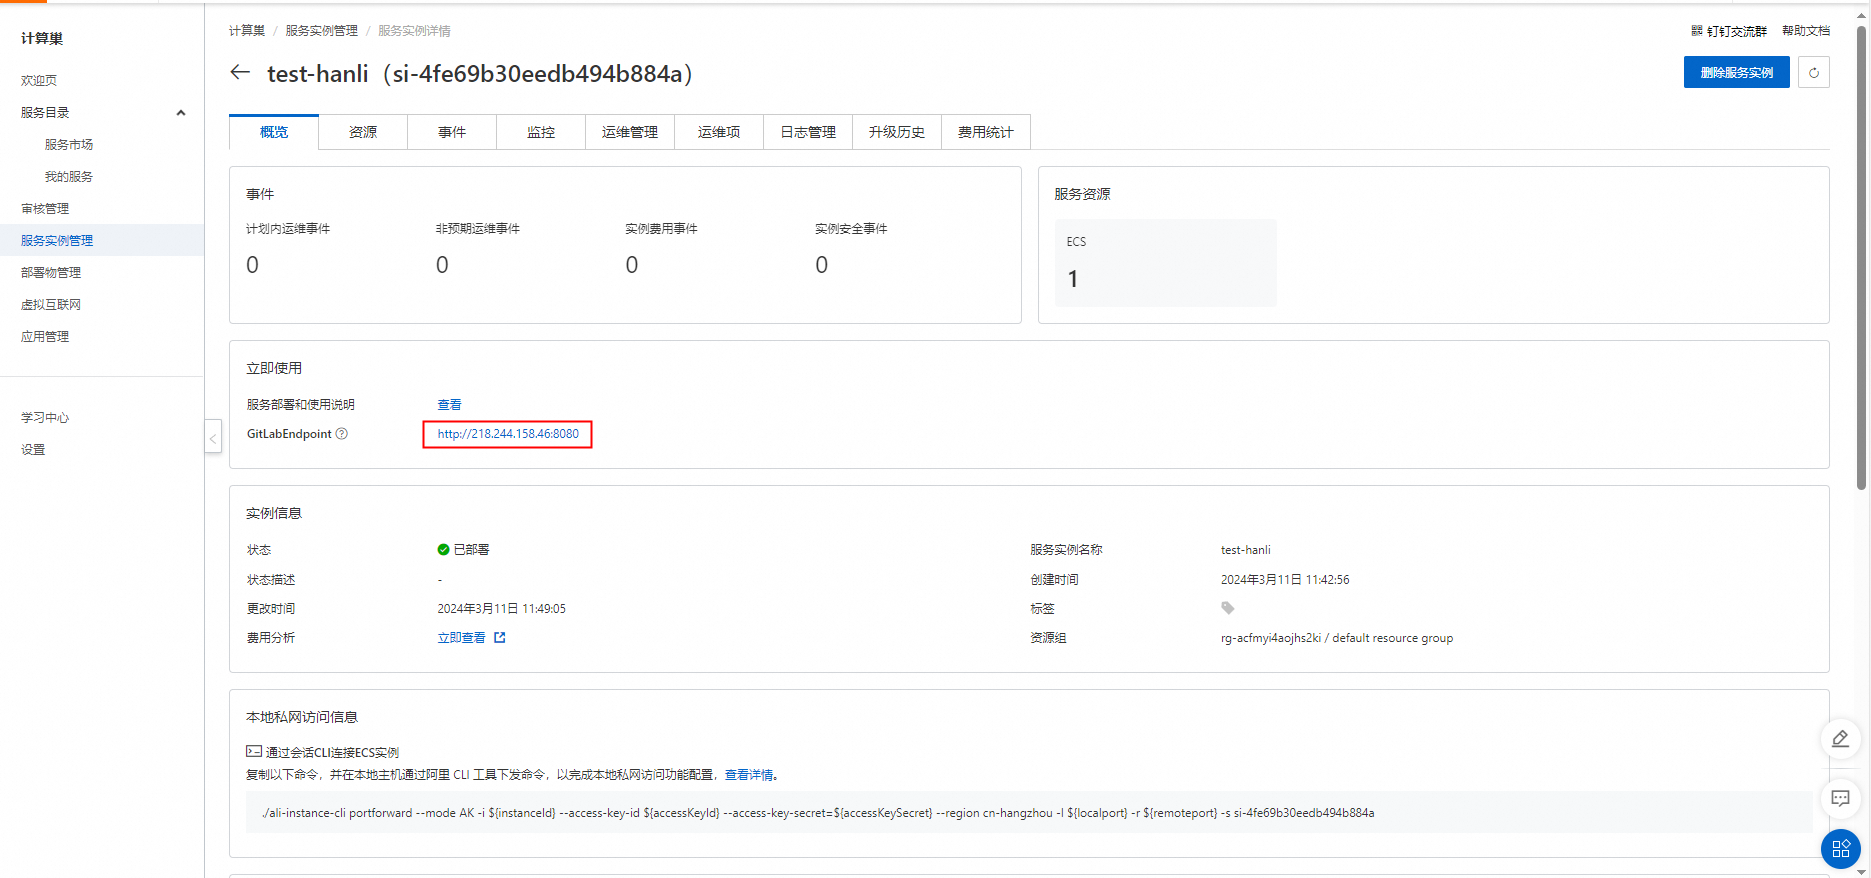 计算巢
欢迎页
服务目录
服务市场
我的服务
审核管理
服务实例管理
部署物管理
虚拟互联网
应用管理
学习中心
设置
计算巢 / 服务实例管理 / 服务实例详情
钉钉交流群 帮助文档
test-hanli（si-4fe69b30eedb494b884a）
删除服务实例
概览 资源 事件 监控 运维管理 运维项 日志管理 升级历史 费用统计
事件
计划内运维事件 非预期运维事件 实例费用事件 实例安全事件
0 0 0 0
服务资源
ECS
1
立即使用
服务部署和使用说明 查看
GitLabEndpoint ? http://218.244.158.46:8080
实例信息
状态 已部署 服务实例名称 test-hanli
状态描述 - 创建时间 2024年3月11日 11:42:56
更改时间 2024年3月11日 11:49:05 标签
费用分析 立即查看 资源组 rg-acfmyi4aojhs2ki / default resource group
本地私网访问信息
通过会话CLI连接ECS实例
复制以下命令，并在本地主机通过阿里 CLI 工具下发命令，以完成本地私网访问功能配置，查看详情。
./ali-instance-cli portforward --mode AK -i ${instanceId} --access-key-id ${accessKeyId} --access-key-secret=${accessKeySecret} --region cn-hangzhou -l ${localport} -r ${remoteport} -s si-4fe69b30eedb494b884a